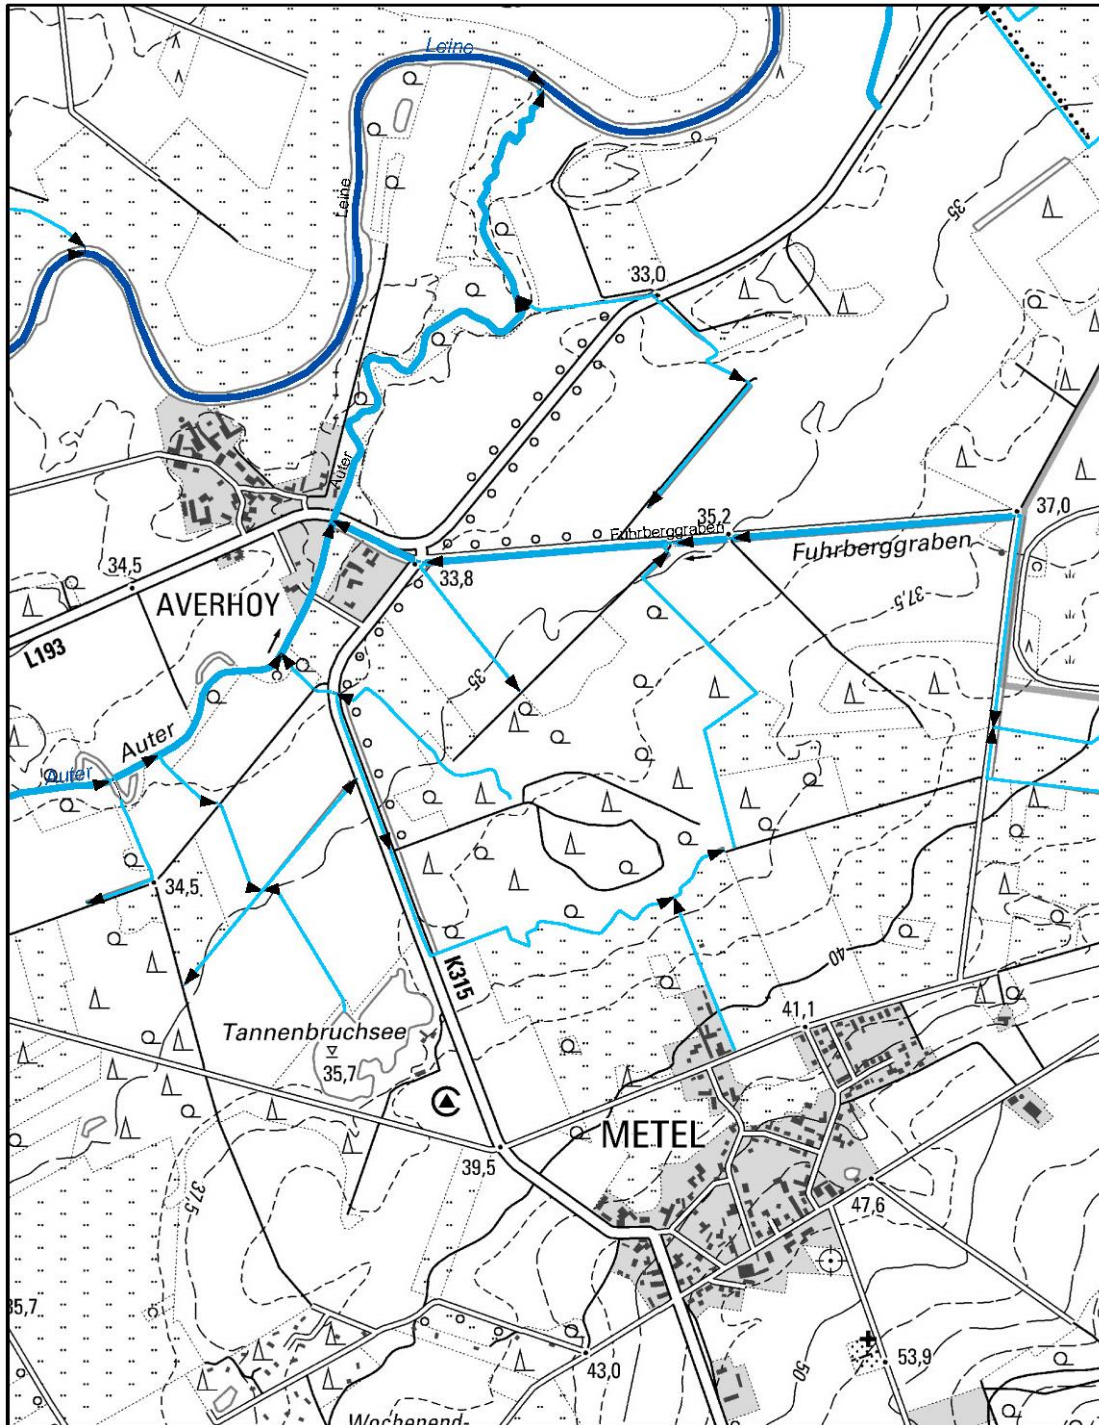 Leine
Leine
35
33,0
Auter
Fuhrberggraben
35,2
37,0
Fuhrberggraben
34,5
33,8
AVERHOY
37,5
L193
35
Auter
Auter
34,5
K315
40
41,1
Tannenbruchsee
35,7
METEL
39,5
37,5
47,6
35,7
43,0
53,9
50
Wochenend-